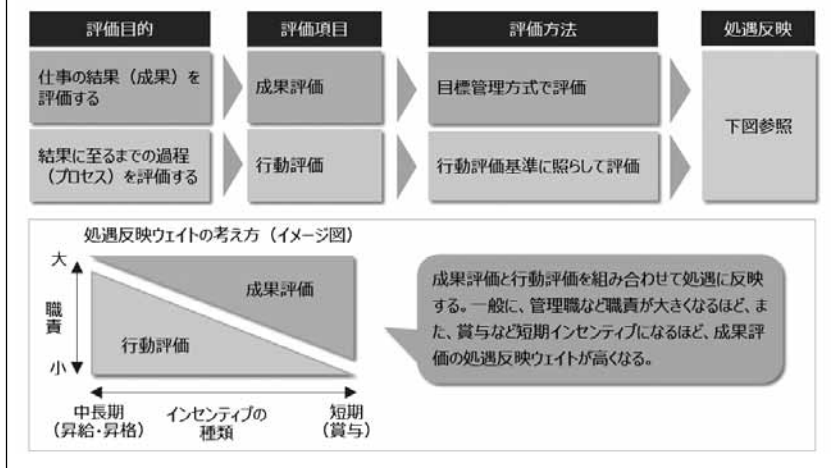 評価目的
評価項目
評価方法
処遇反映
仕事の結果（成果）を
評価する
成果評価
目標管理方式で評価
下図参照
結果に至るまでの過程
（プロセス）を評価する
行動評価
行動評価基準に照らして評価
処遇反映ウェイトの考え方（イメージ図）
大
職
責
小
成果評価
行動評価
中長期
（昇給・昇格）
インセンティブの
種類
短期
（賞与）
成果評価と行動評価を組み合わせて処遇に反映
する。一般に、管理職など職責が大きくなるほど、ま
た、賞与など短期インセンティブになるほど、成果評
価の処遇反映ウェイトが高くなる。